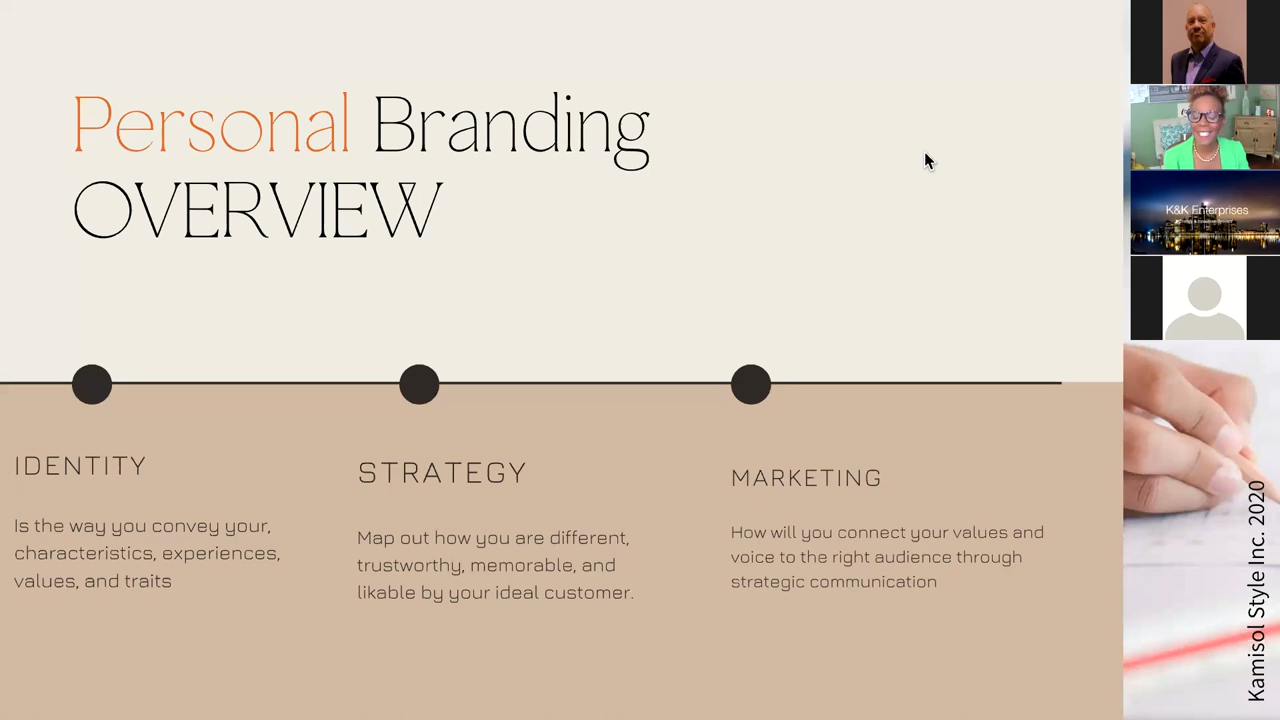 Personal Branding
OVERVIEW
IDENTITY
Is the way you convey your,
characteristics, experiences,
values, and traits
STRATEGY
Map out how you are different,
trustworthy, memorable, and
likable by your ideal customer.
MARKETING
How will you connect your values and
voice to the right audience through
strategic communication
K&K Enterprises
Kamisol Style Inc. 2020